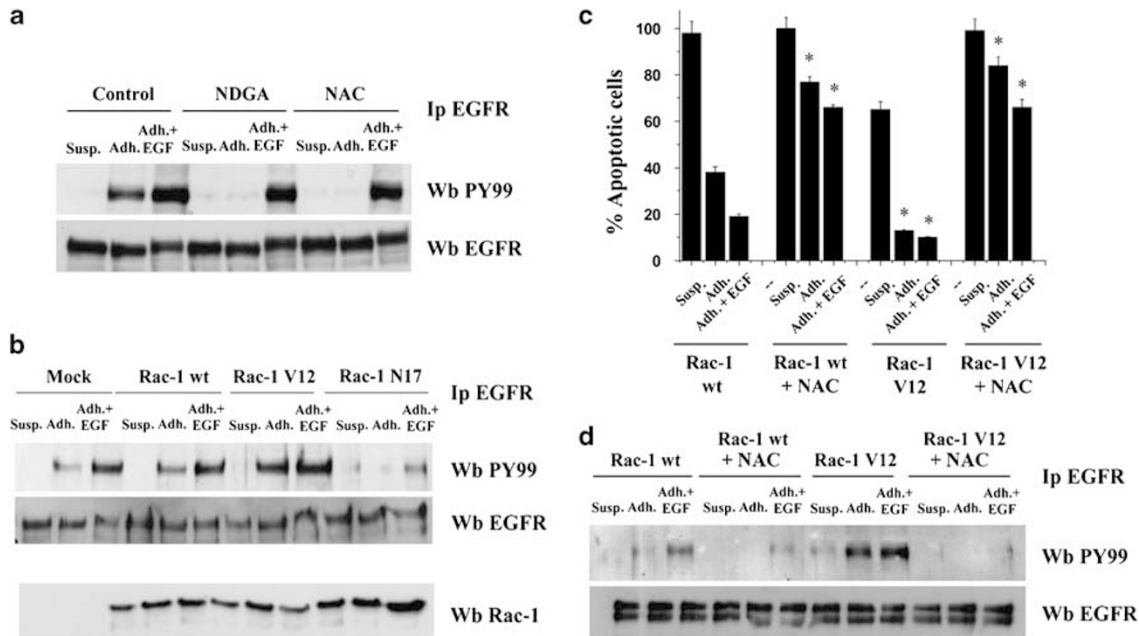 a
Control NDGA NAC
Ip EGFR
Susp. Adh. Adh.+ EGF Susp. Adh. Adh.+ EGF Susp. Adh. Adh.+ EGF
Wb PY99
Wb EGFR
b
Mock Rac-1 wt Rac-1 V12 Rac-1 N17
Ip EGFR
Susp. Adh. Adh.+ EGF Susp. Adh. Adh.+ EGF Susp. Adh. Adh.+ EGF Susp. Adh. Adh.+ EGF
Wb PY99
Wb EGFR
Wb Rac-1
c
% Apoptotic cells
100
80
60
40
20
0
* * * * * *
Susp. Adh. Adh. + EGF -- Susp. Adh. Adh. + EGF -- Susp. Adh. Adh. + EGF -- Susp. Adh. Adh. + EGF
Rac-1 wt
Rac-1 wt + NAC
Rac-1 V12
Rac-1 V12 + NAC
d
Rac-1 wt
Rac-1 wt + NAC
Rac-1 V12
Rac-1 V12 + NAC
Ip EGFR
Susp. Adh. Adh.+ EGF Susp. Adh. Adh.+ EGF Susp. Adh. Adh.+ EGF Susp. Adh. Adh.+ EGF
Wb PY99
Wb EGFR